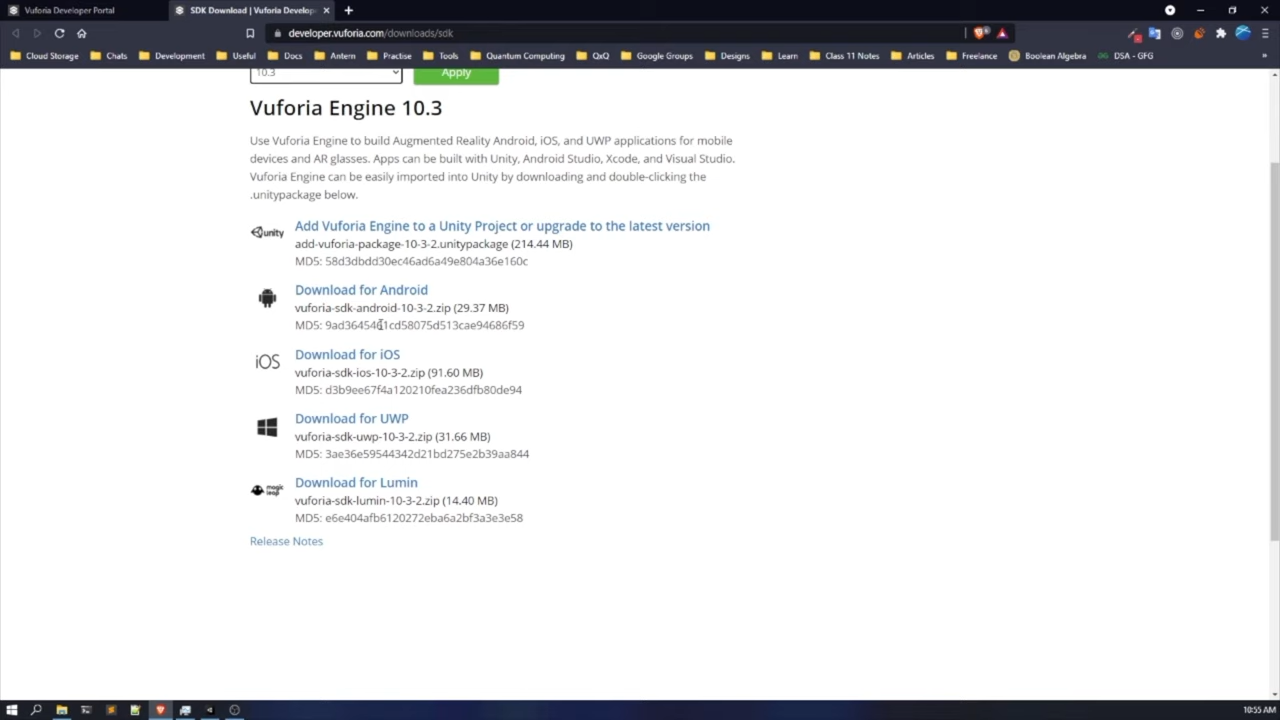 Vuforia Developer Portal
SDK Download | Vuforia Develop
developer.vuforia.com/downloads/sdk
Cloud Storage Chats Development Useful Docs Antern Practise Tools Quantum Computing QxQ Google Groups Designs Learn Class 11 Notes Articles Freelance Boolean Algebra DSA - GFG
10.3
Apply
Vuforia Engine 10.3
Use Vuforia Engine to build Augmented Reality Android, iOS, and UWP applications for mobile
devices and AR glasses. Apps can be built with Unity, Android Studio, Xcode, and Visual Studio.
Vuforia Engine can be easily imported into Unity by downloading and double-clicking the
.unitypackage below.
unity
Add Vuforia Engine to a Unity Project or upgrade to the latest version
add-vuforia-package-10-3-2.unitypackage (214.44 MB)
MD5: 58d3dbdd30ec46ad6a49e804a36e160c
Download for Android
vuforia-sdk-android-10-3-2.zip (29.37 MB)
MD5:
iOS
Download for iOS
vuforia-sdk-ios-10-3-2.zip (91.60 MB)
MD5: d3b9ee67f4a120210fea236dfb80de94
Download for UWP
vuforia-sdk-uwp-10-3-2.zip (31.66 MB)
MD5: 3ae36e59544342d21bd275e2b39aa844
magic leap
Download for Lumin
vuforia-sdk-lumin-10-3-2.zip (14.40 MB)
MD5: e6e404afb6120272eba6a2bf3a3e3e58
Release Notes
10:55 AM